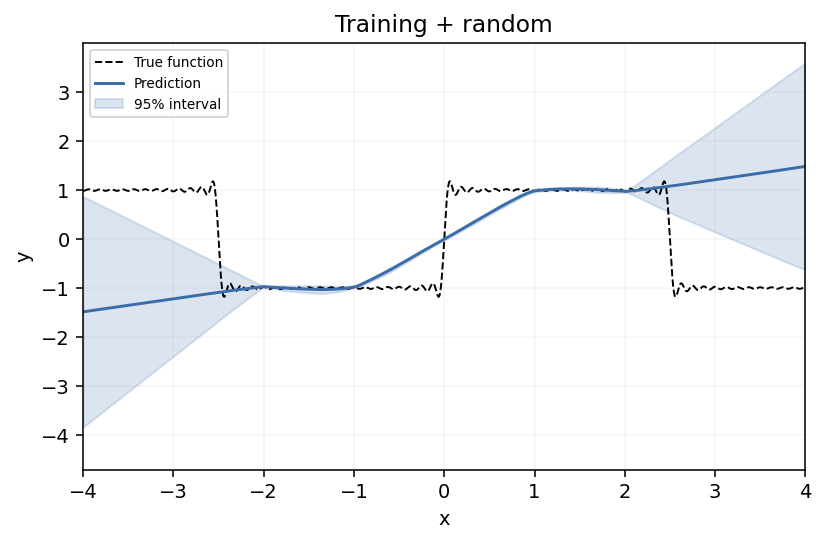 Training + random
True function
Prediction
95% interval
y
3
2
1
0
−1
−2
−3
−4
−4 −3 −2 −1 0 1 2 3 4
x